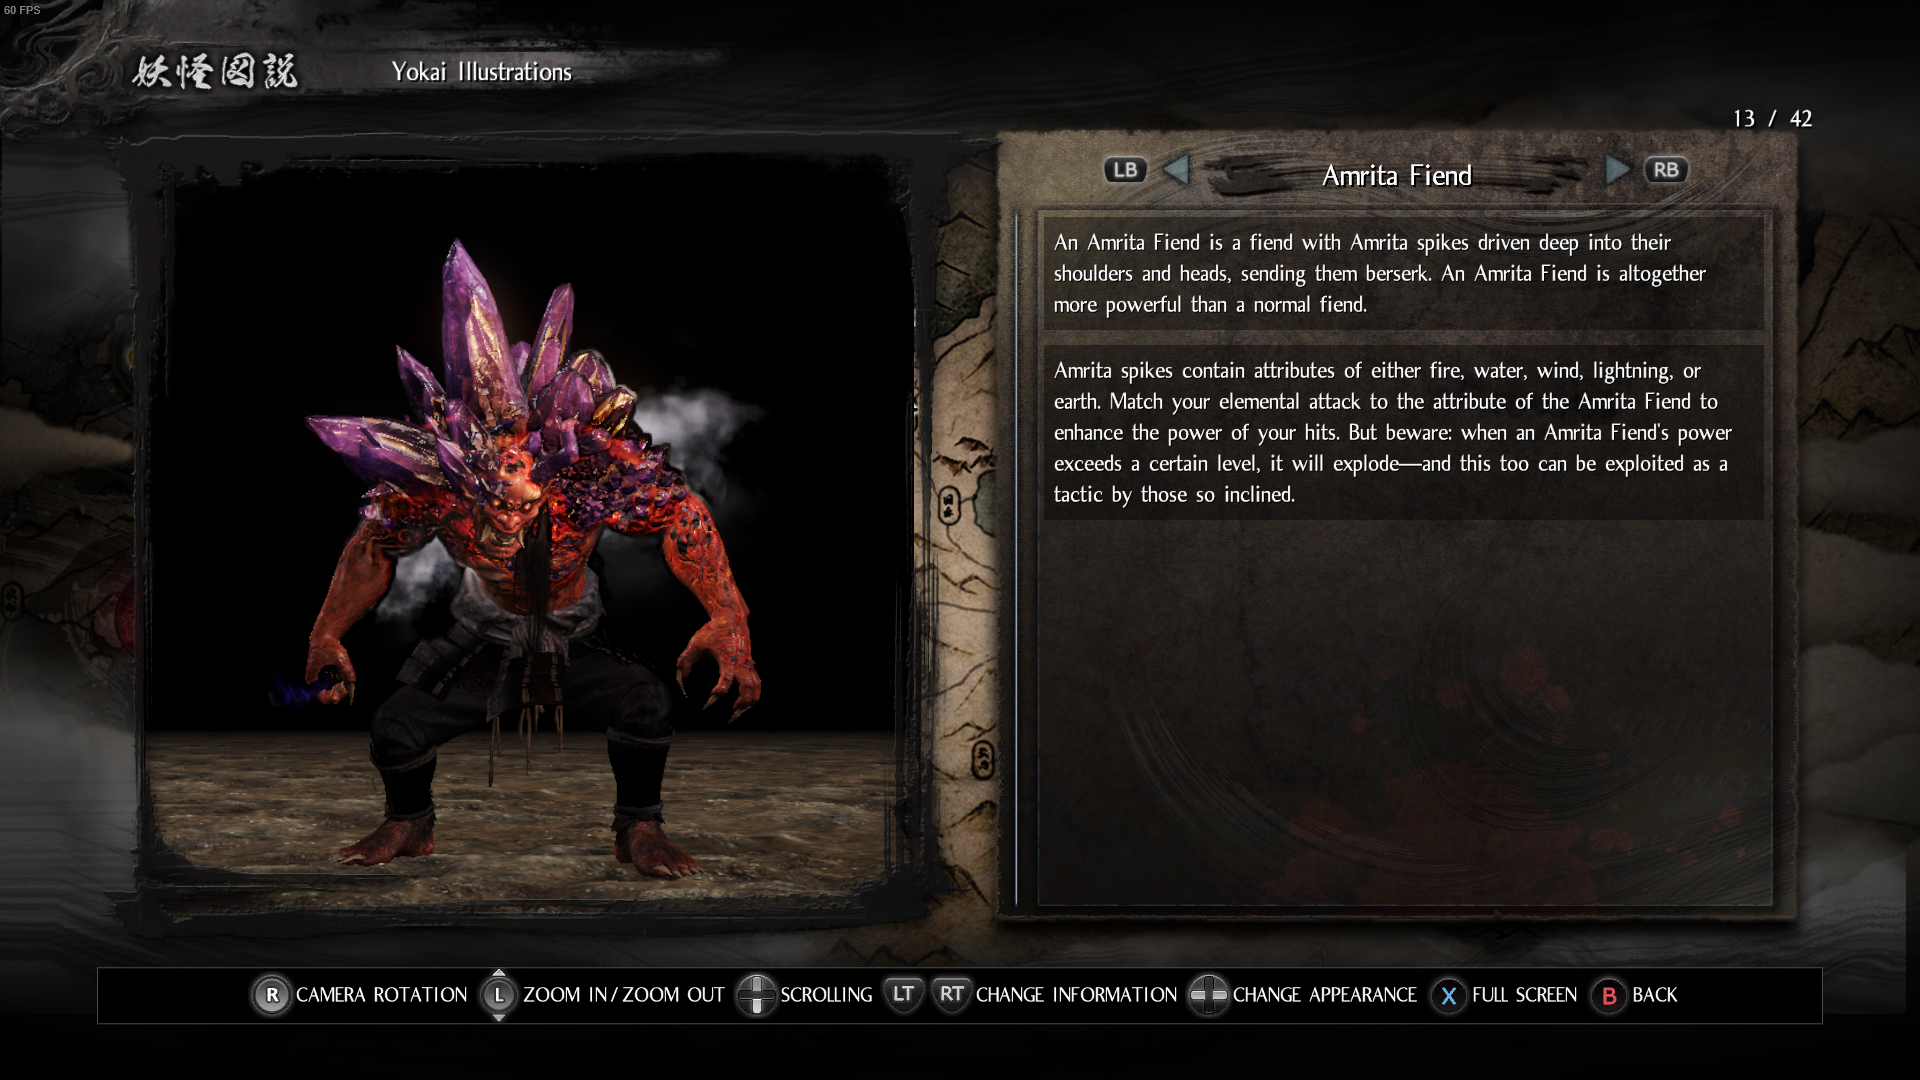 60 FPS
妖怪図説
Yokai Illustrations
13 / 42
LB
Amrita Fiend
RB
An Amrita Fiend is a fiend with Amrita spikes driven deep into their
shoulders and heads, sending them berserk. An Amrita Fiend is altogether
more powerful than a normal fiend.
Amrita spikes contain attributes of either fire, water, wind, lightning, or
earth. Match your elemental attack to the attribute of the Amrita Fiend to
enhance the power of your hits. But beware: when an Amrita Fiend's power
exceeds a certain level, it will explode—and this too can be exploited as a
tactic by those so inclined.
R CAMERA ROTATION L ZOOM IN/ZOOM OUT SCROLLING LT RT CHANGE INFORMATION CHANGE APPEARANCE X FULL SCREEN B BACK